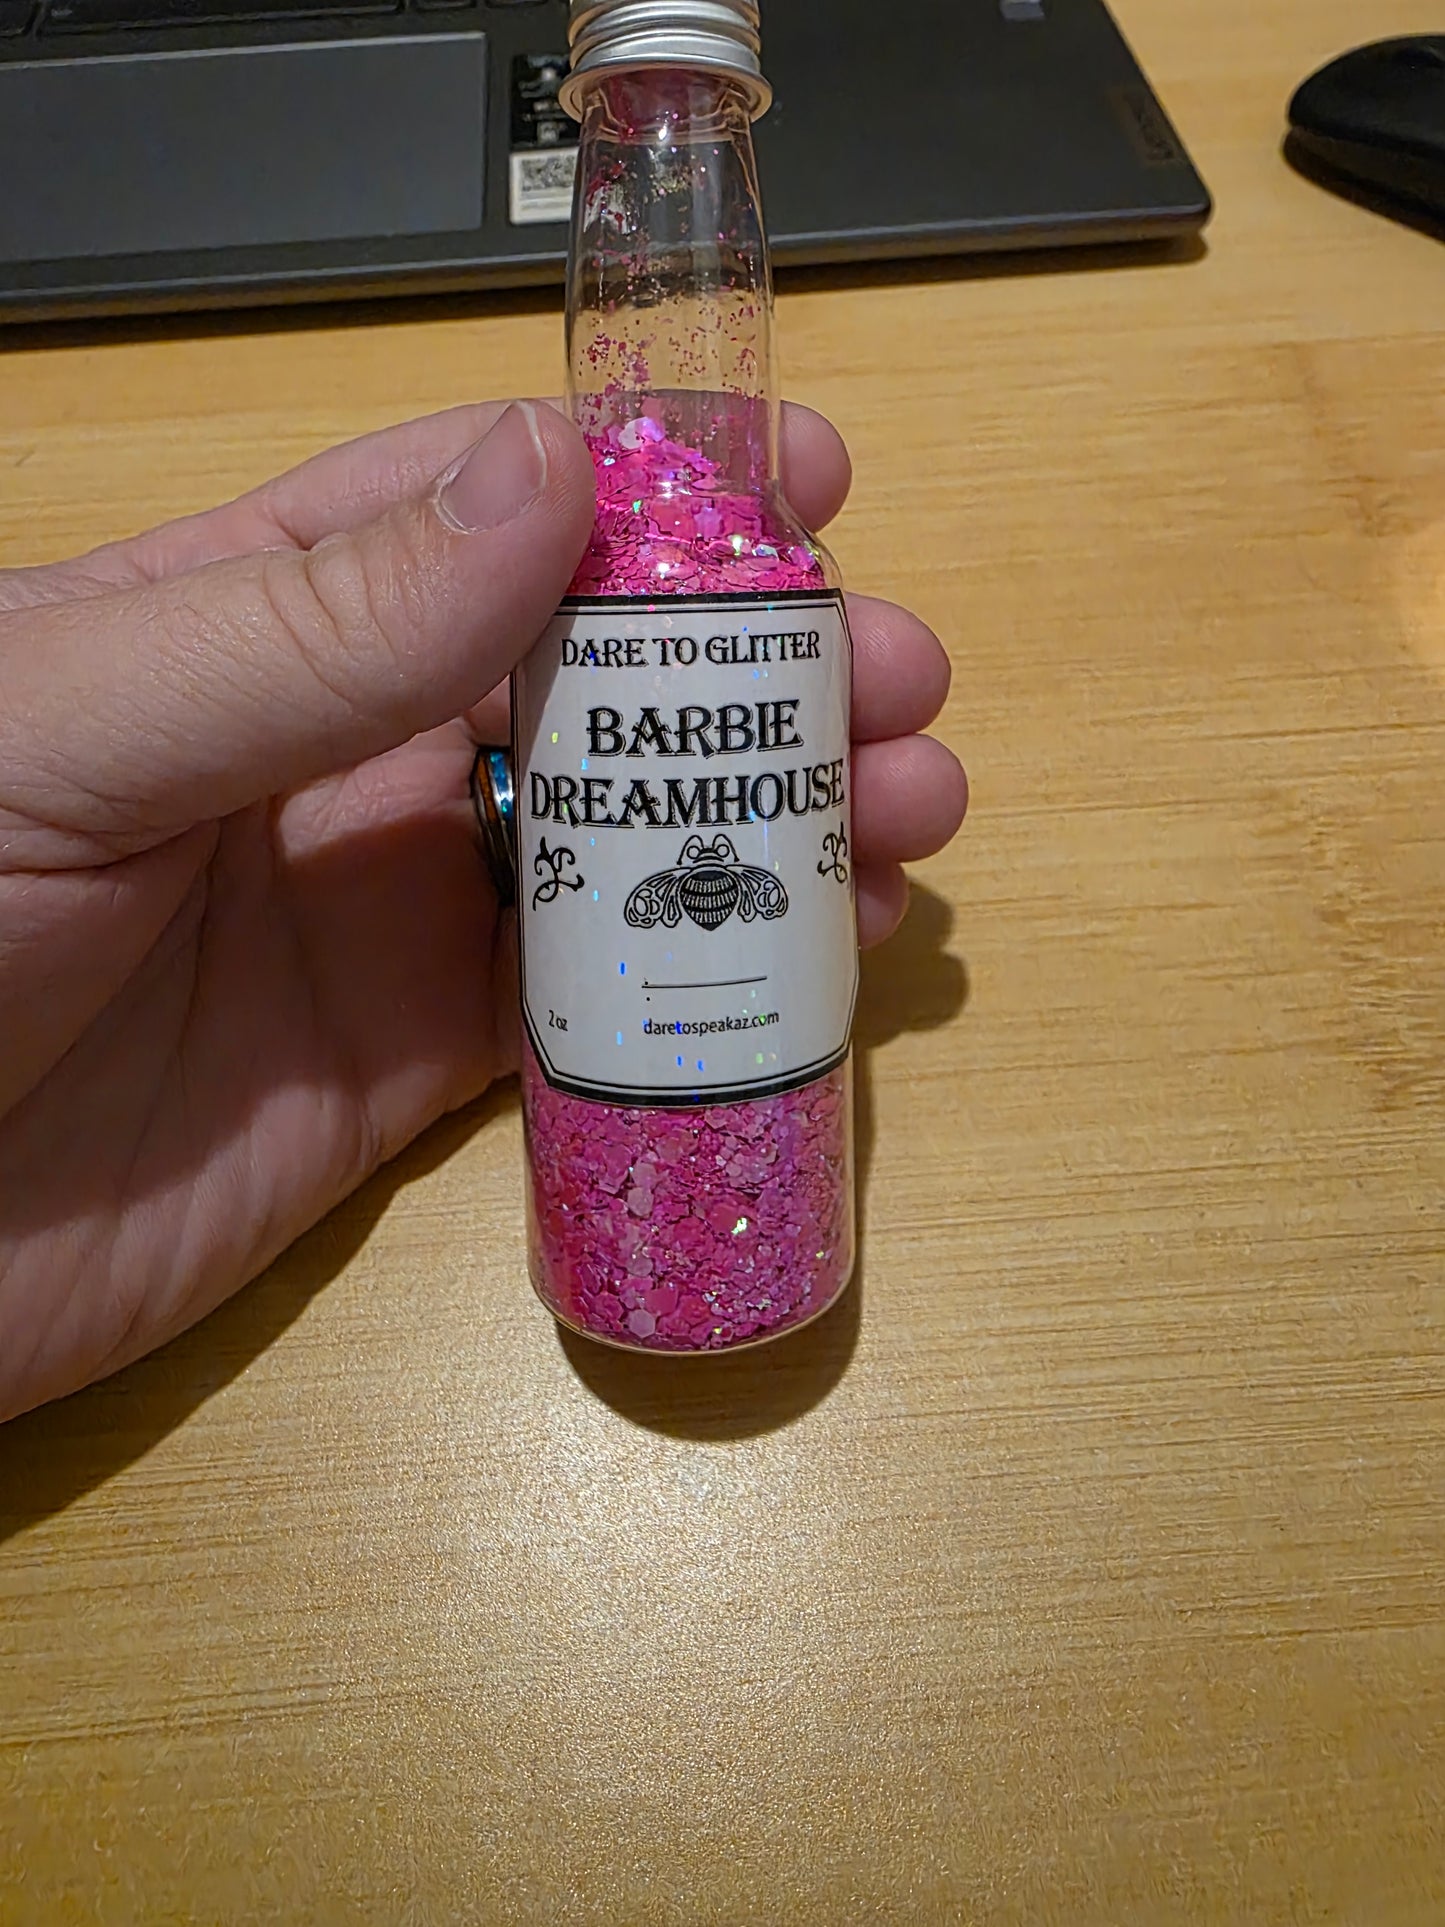 DARE TO GLITTER
BARBIE
DREAMHOUSE
2 oz
daretospeakaz.com